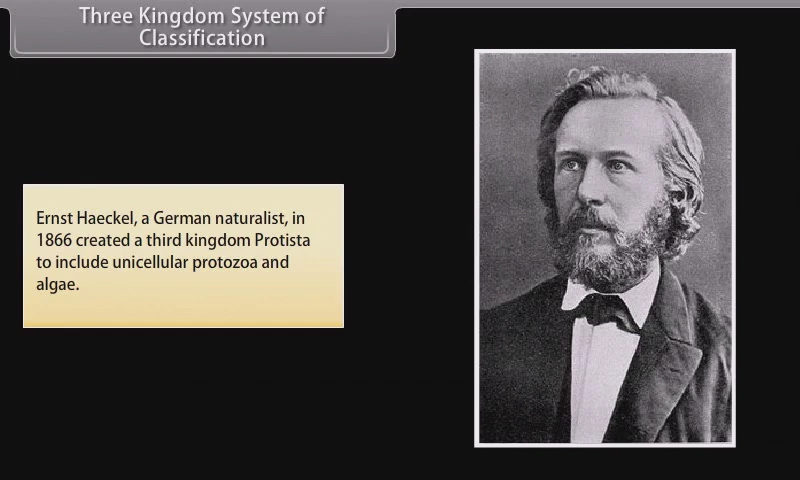 Three Kingdom System of
Classification
Ernst Haeckel, a German naturalist, in
1866 created a third kingdom Protista
to include unicellular protozoa and
algae.